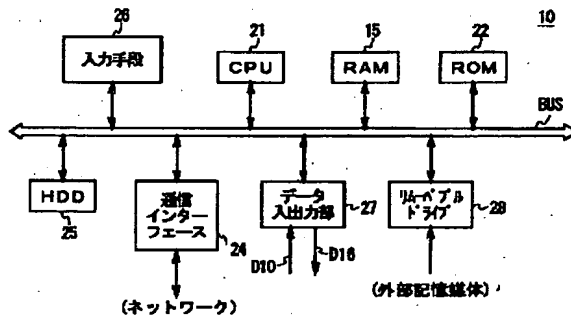 26
21
15
22
10
入力手段
CPU
RAM
ROM
BUS
HDD
25
通信
インター
フェース
24
データ
入出力部
27
リムーバブル
ドライブ
28
D10
D16
(ネットワーク)
(外部記憶媒体)